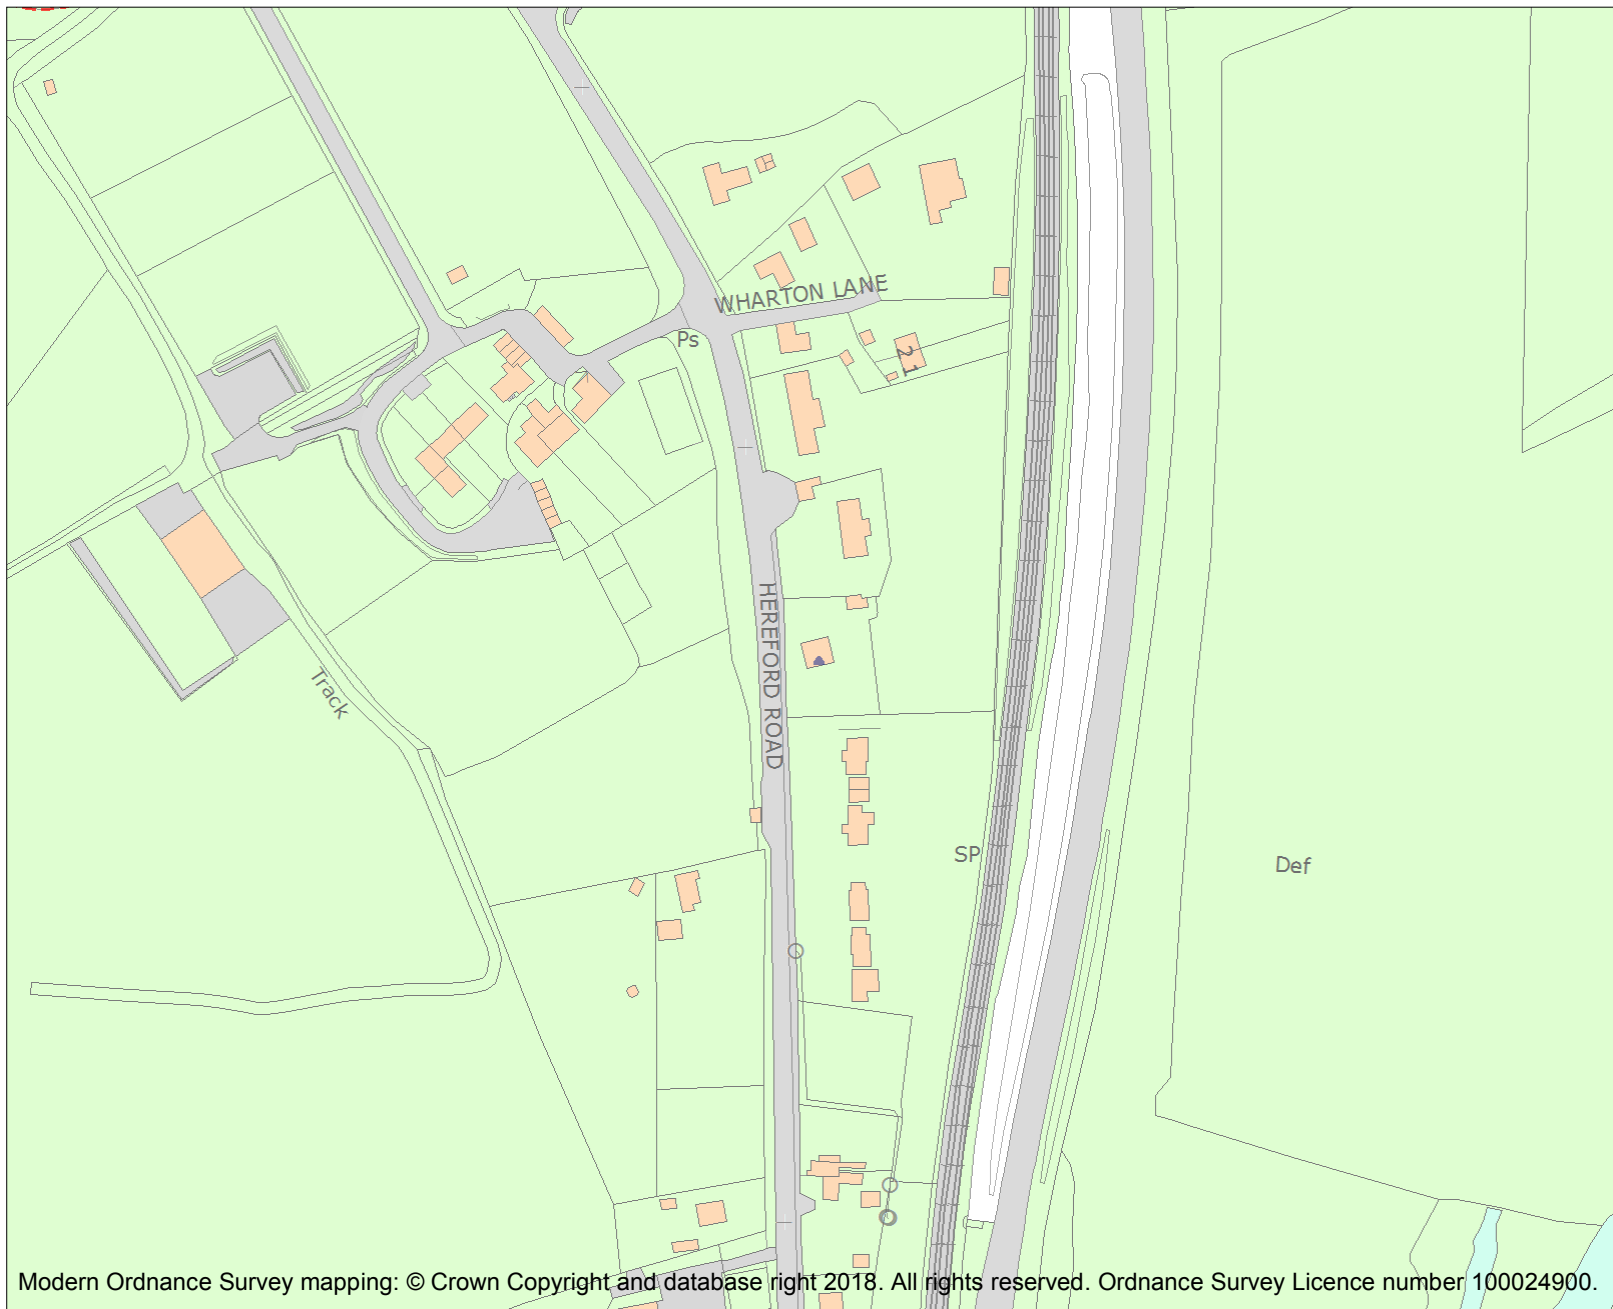 WHARTON LANE
Ps
2
1
HEREFORD ROAD
Track
SP
Def
Modern Ordnance Survey mapping: © Crown Copyright and database right 2018. All rights reserved. Ordnance Survey Licence number 100024900.